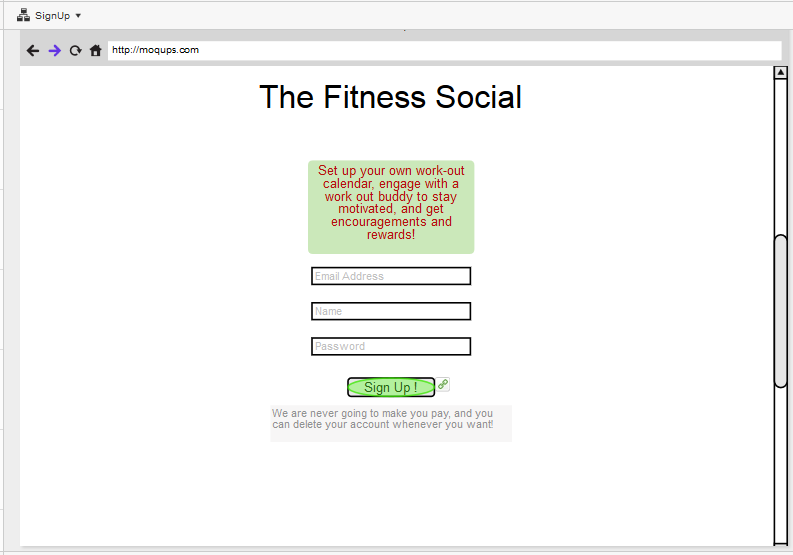 SignUp
http://moqups.com
The Fitness Social
Set up your own work-out
calendar, engage with a
work out buddy to stay
motivated, and get
encouragements and
rewards!
Email Address
Name
Password
Sign Up !
We are never going to make you pay, and you
can delete your account whenever you want!